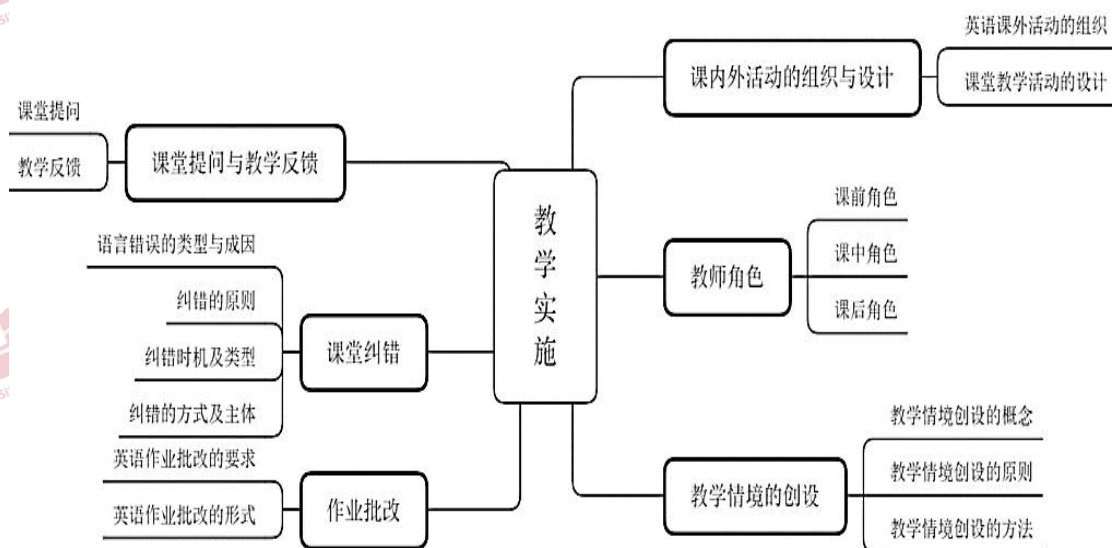 教学实施
课内外活动的组织与设计
英语课外活动的组织
课堂教学活动的设计
教师角色
课前角色
课中角色
课后角色
教学情境的创设
教学情境创设的概念
教学情境创设的原则
教学情境创设的方法
课堂提问与教学反馈
课堂提问
教学反馈
课堂纠错
语言错误的类型与成因
纠错的原则
纠错时机及类型
纠错的方式及主体
作业批改
英语作业批改的要求
英语作业批改的形式